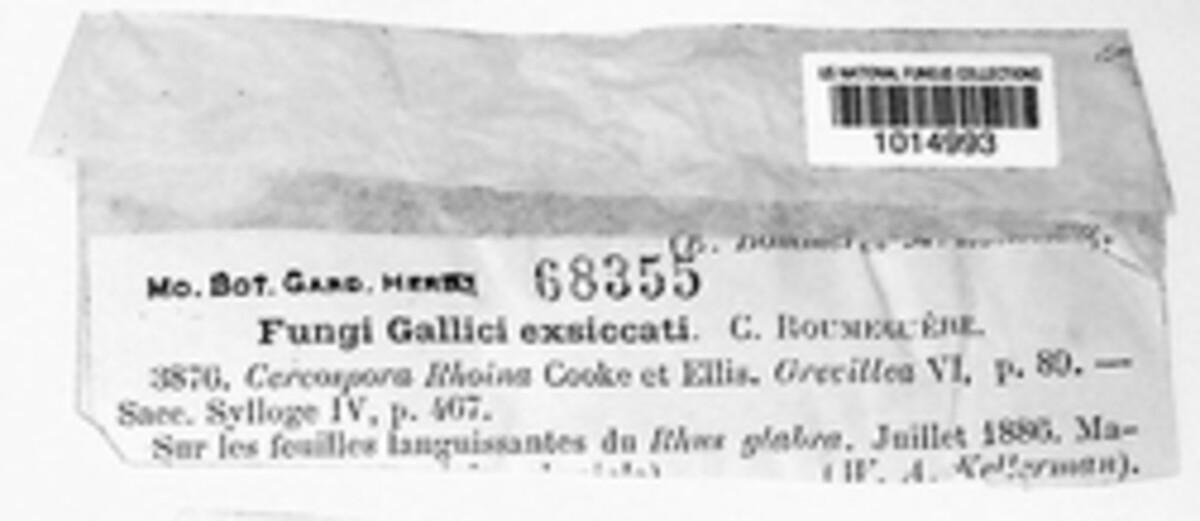 US NATIONAL FUNGUS COLLECTIONS
1014993
Mo. Bot. Gard. Herb. 68355
Fungi Gallici exsiccati. C. Roumeguère.
3876. Cercospora Rhoina Cooke et Ellis. Grevillea VI, p. 89. —
Sacc. Sylloge IV, p. 467.
Sur les feuilles languissantes du Rhus glabra. Juillet 1886. Ma-
(W. A. Kellerman).